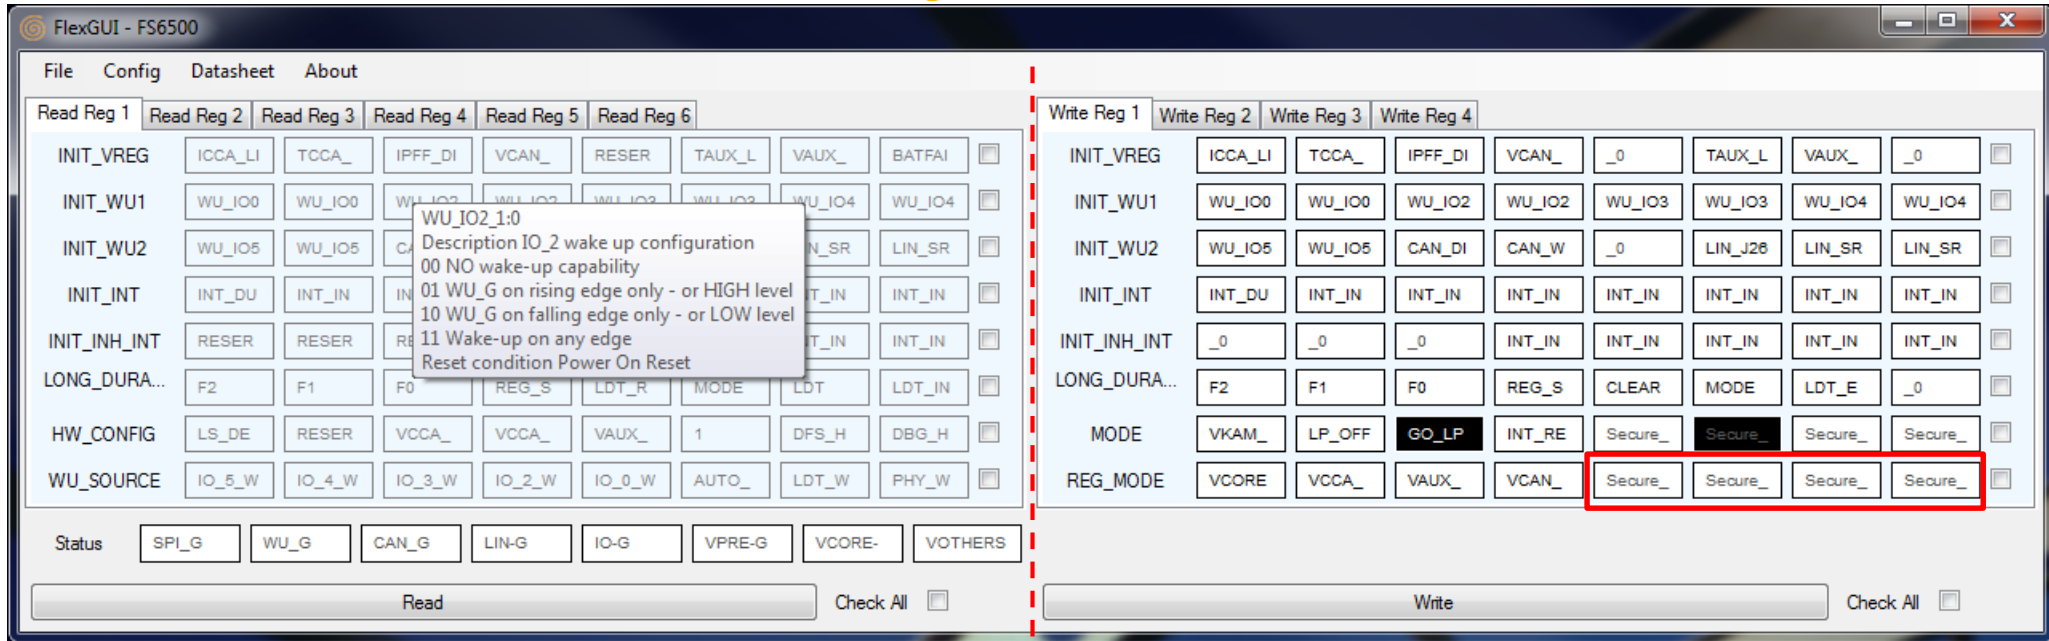 FlexGUI - FS6500
File Config Datasheet About
Read Reg 1 Read Reg 2 Read Reg 3 Read Reg 4 Read Reg 5 Read Reg 6
INIT_VREG ICCA_LI TCCA_ IPFF_DI VCAN_ RESER TAUX_L VAUX_ BATFAI
INIT_WU1 WU_IO0 WU_IO0 WU_IO2 WU_IO2 WU_IO3 WU_IO3 WU_IO4 WU_IO4
WU_IO2_1:0
Description IO_2 wake up configuration
00 NO wake-up capability
01 WU_G on rising edge only - or HIGH level
10 WU_G on falling edge only - or LOW level
11 Wake-up on any edge
Reset condition Power On Reset
INIT_WU2 WU_IO5 WU_IO5 N_SR LIN_SR
INIT_INT INT_DU INT_IN T_IN INT_IN
INIT_INH_INT RESER RESER T_IN INT_IN
LONG_DURA... F2 F1 F0 REG_S LDT_R MODE LDT LDT_IN
HW_CONFIG LS_DE RESER VCCA_ VCCA_ VAUX_ 1 DFS_H DBG_H
WU_SOURCE IO_5_W IO_4_W IO_3_W IO_2_W IO_0_W AUTO_ LDT_W PHY_W
Status SPI_G WU_G CAN_G LIN-G IO-G VPRE-G VCORE- VOTHERS
Read Check All
Write Reg 1 Write Reg 2 Write Reg 3 Write Reg 4
INIT_VREG ICCA_LI TCCA_ IPFF_DI VCAN_ _0 TAUX_L VAUX_ _0
INIT_WU1 WU_IO0 WU_IO0 WU_IO2 WU_IO2 WU_IO3 WU_IO3 WU_IO4 WU_IO4
INIT_WU2 WU_IO5 WU_IO5 CAN_DI CAN_W _0 LIN_J26 LIN_SR LIN_SR
INIT_INT INT_DU INT_IN INT_IN INT_IN INT_IN INT_IN INT_IN INT_IN
INIT_INH_INT _0 _0 _0 INT_IN INT_IN INT_IN INT_IN INT_IN
LONG_DURA... F2 F1 F0 REG_S CLEAR MODE LDT_E _0
MODE VKAM_ LP_OFF GO_LP INT_RE Secure_ Secure_ Secure_ Secure_
REG_MODE VCORE VCCA_ VAUX_ VCAN_ Secure_ Secure_ Secure_ Secure_
Write Check All